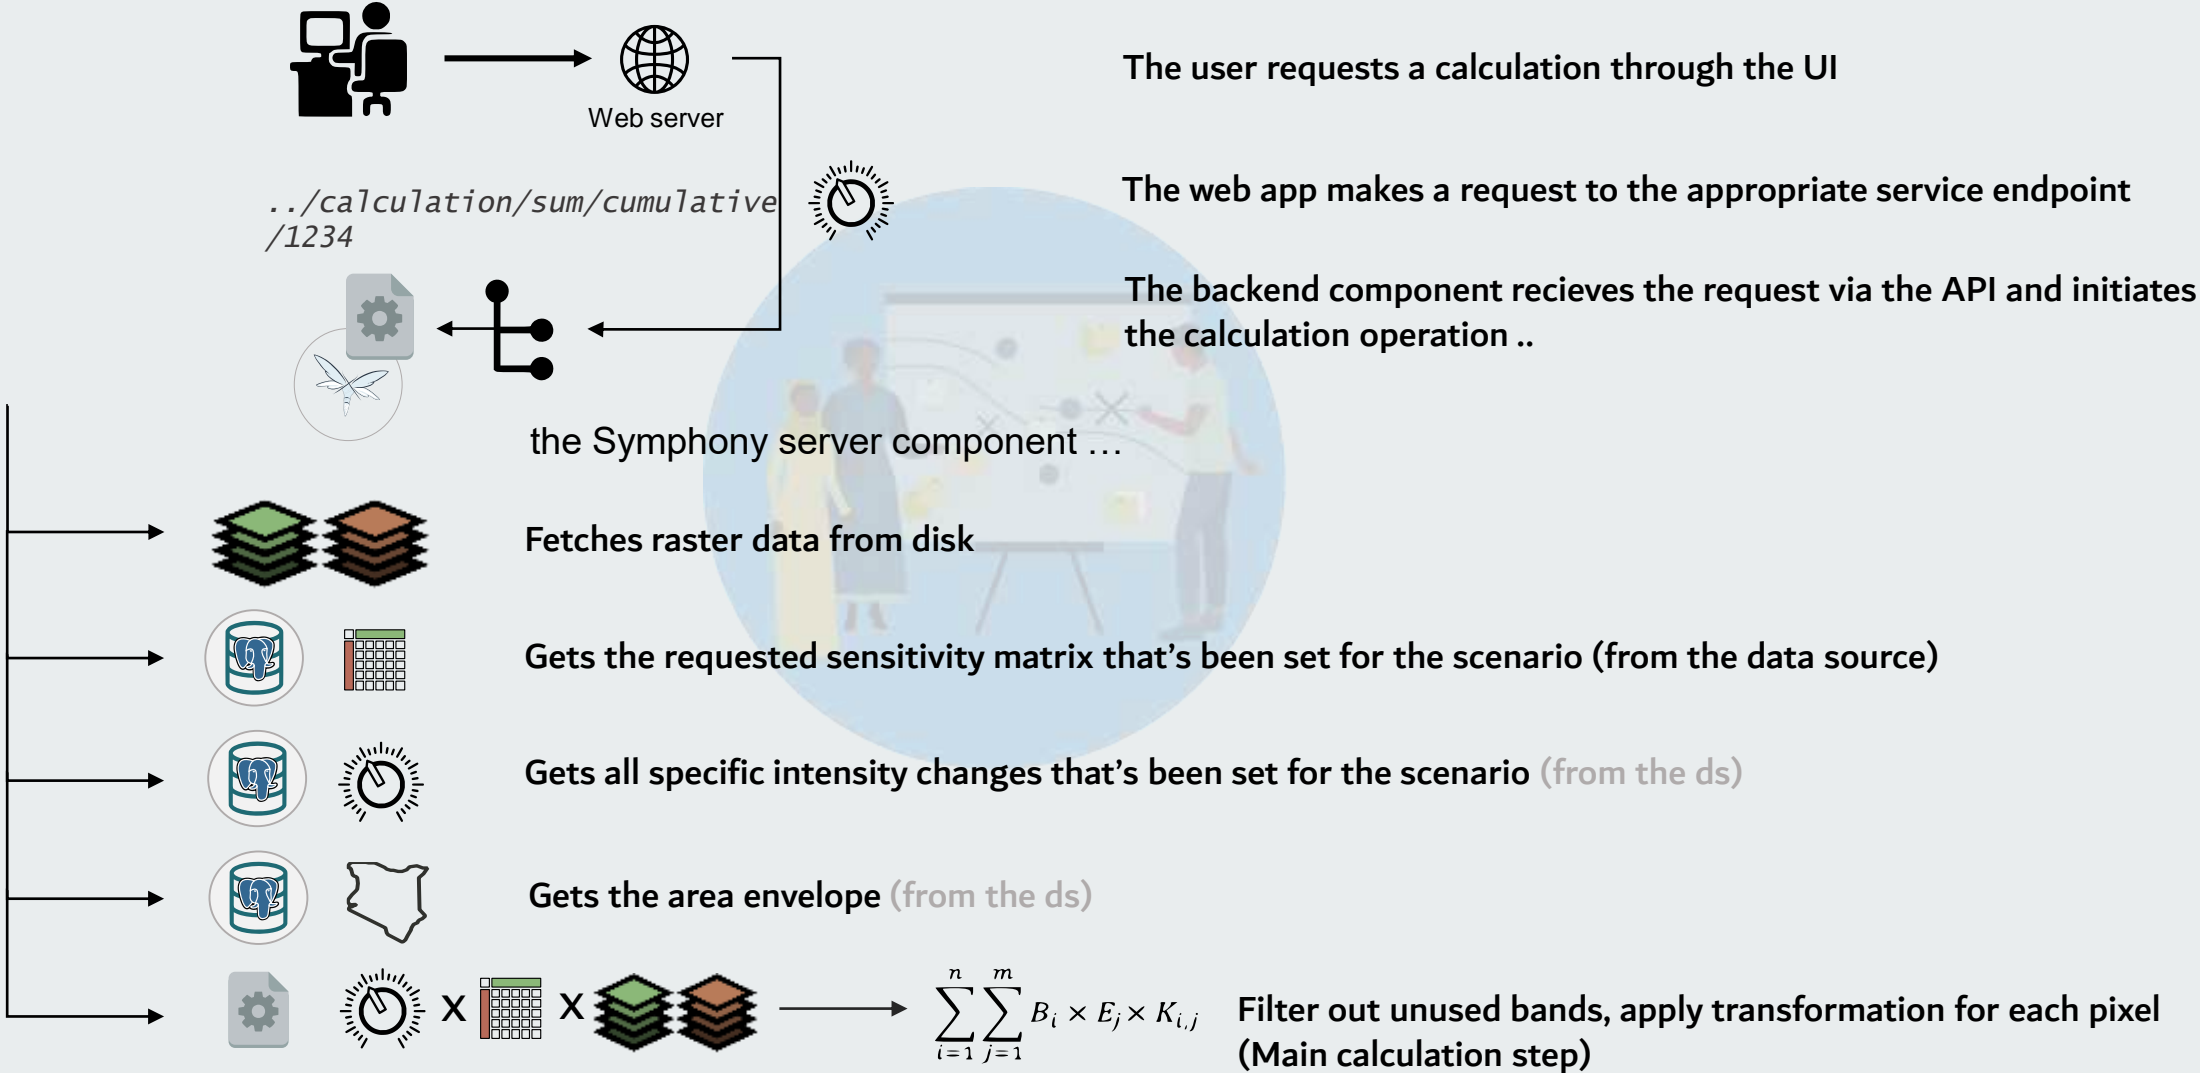 The user requests a calculation through the UI
Web server
The web app makes a request to the appropriate service endpoint
../calculation/sum/cumulative
/1234
The backend component recieves the request via the API and initiates
the calculation operation ..
the Symphony server component …
Fetches raster data from disk
Gets the requested sensitivity matrix that's been set for the scenario (from the data source)
Gets all specific intensity changes that's been set for the scenario (from the ds)
Gets the area envelope (from the ds)
x x
n m
∑ ∑ B_i × E_j × K_{i,j}
i=1 j=1
Filter out unused bands, apply transformation for each pixel
(Main calculation step)